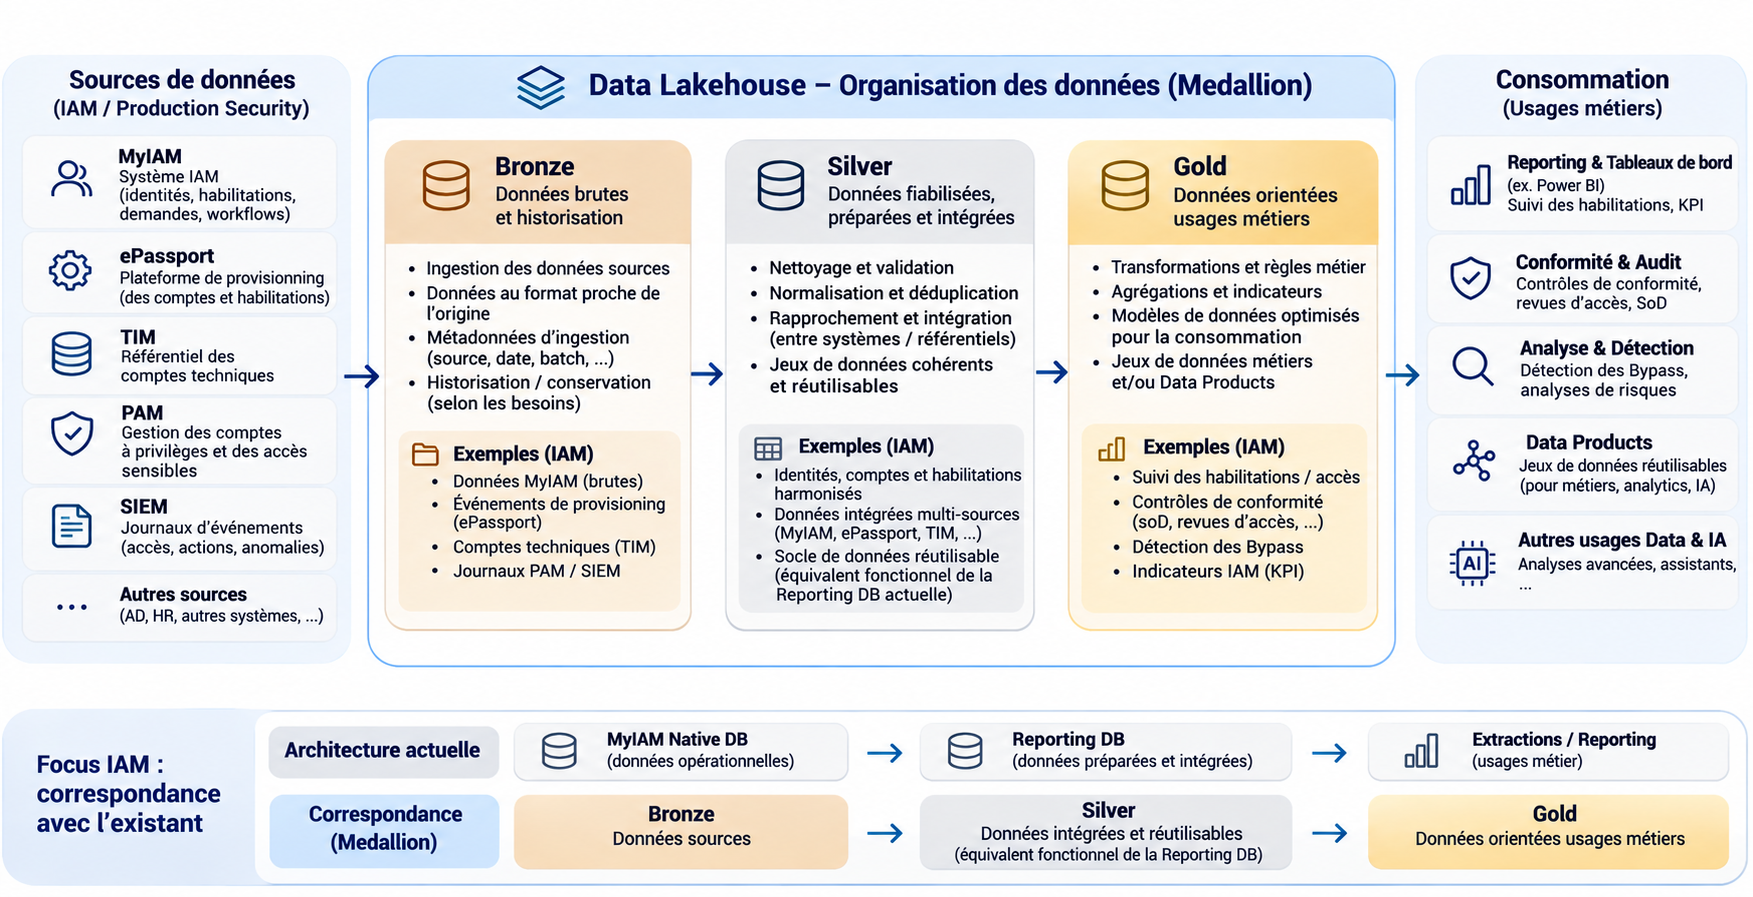 Sources de données
(IAM / Production Security)
MyIAM
Système IAM
(identités, habilitations,
demandes, workflows)
ePassport
Plateforme de provisionning
(des comptes et habilitations)
TIM
Référentiel des
comptes techniques
PAM
Gestion des comptes
à privilèges et des accès
sensibles
SIEM
Journaux d'événements
(accès, actions, anomalies)
Autres sources
(AD, HR, autres systèmes, ...)
Data Lakehouse – Organisation des données (Medallion)
Bronze
Données brutes
et historisation
• Ingestion des données sources
• Données au format proche de
l'origine
• Métadonnées d'ingestion
(source, date, batch, ...)
• Historisation / conservation
(selon les besoins)
Exemples (IAM)
• Données MyIAM (brutes)
• Événements de provisioning
(ePassport)
• Comptes techniques (TIM)
• Journaux PAM / SIEM
Silver
Données fiabilisées,
préparées et intégrées
• Nettoyage et validation
• Normalisation et déduplication
• Rapprochement et intégration
(entre systèmes / référentiels)
• Jeux de données cohérents
et réutilisables
Exemples (IAM)
• Identités, comptes et habilitations
harmonisés
• Données intégrées multi-sources
(MyIAM, ePassport, TIM, ...)
• Socle de données réutilisable
(équivalent fonctionnel de la
Reporting DB actuelle)
Gold
Données orientées
usages métiers
• Transformations et règles métier
• Agrégations et indicateurs
• Modèles de données optimisés
pour la consommation
• Jeux de données métiers
et/ou Data Products
Exemples (IAM)
• Suivi des habilitations / accès
• Contrôles de conformité
(soD, revues d'accès, ...)
• Détection des Bypass
• Indicateurs IAM (KPI)
Consommation
(Usages métiers)
Reporting & Tableaux de bord
(ex. Power BI)
Suivi des habilitations, KPI
Conformité & Audit
Contrôles de conformité,
revues d'accès, SoD
Analyse & Détection
Détection des Bypass,
analyses de risques
Data Products
Jeux de données réutilisables
(pour métiers, analytics, IA)
AI
Autres usages Data & IA
Analyses avancées, assistants,
...
Focus IAM :
correspondance
avec l'existant
Architecture actuelle
MyIAM Native DB
(données opérationnelles)
Reporting DB
(données préparées et intégrées)
Extractions / Reporting
(usages métier)
Correspondance
(Medallion)
Bronze
Données sources
Silver
Données intégrées et réutilisables
(équivalent fonctionnel de la Reporting DB)
Gold
Données orientées usages métiers